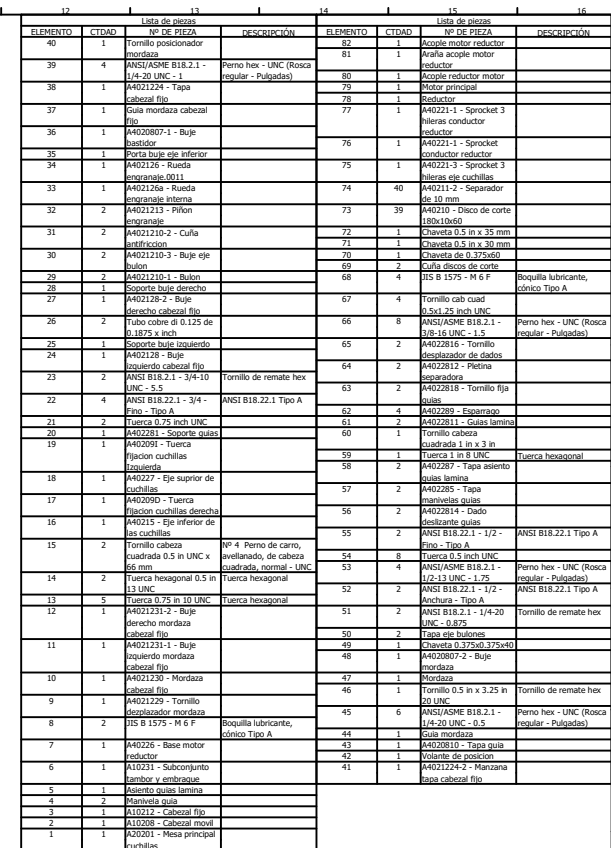 12 13 14 15 16
Lista de piezas
ELEMENTO CTDAD Nº DE PIEZA DESCRIPCIÓN
40 1 Tornillo posicionador
mordaza
39 4 ANSI/ASME B18.2.1 - Perno hex - UNC (Rosca
1/4-20 UNC - 1 regular - Pulgadas)
38 1 A4021224 - Tapa
cabezal fijo
37 1 Guia mordaza cabezal
fijo
36 1 A4020807-1 - Buje
bastidor
35 1 Porta buje eje inferior
34 1 A402126 - Rueda
engranaje.0011
33 1 A402126a - Rueda
engranaje interna
32 2 A4021213 - Piñon
engranaje
31 2 A4021210-2 - Cuña
antifriccion
30 2 A4021210-3 - Buje eje
bulon
29 2 A4021210-1 - Bulon
28 1 Soporte buje derecho
27 1 A402128-2 - Buje
derecho cabezal fijo
26 2 Tubo cobre di 0.125 de
0.1875 x inch
25 1 Soporte buje izquierdo
24 1 A402128 - Buje
izquierdo cabezal fijo
23 2 ANSI B18.2.1 - 3/4-10 Tornillo de remate hex
UNC - 5.5
22 4 ANSI B18.22.1 - 3/4 - ANSI B18.22.1 Tipo A
Fino - Tipo A
21 2 Tuerca 0.75 inch UNC
20 1 A402281 - Soporte guias
19 1 A40209I - Tuerca
fijacion cuchillas
Izquierda
18 1 A40227 - Eje suprior de
cuchillas
17 1 A40209D - Tuerca
fijacion cuchillas derecha
16 1 A40215 - Eje inferior de
las cuchillas
15 2 Tornillo cabeza Nº 4 Perno de carro,
cuadrada 0.5 in UNC x avellanado, de cabeza
66 mm cuadrada, normal - UNC
14 2 Tuerca hexagonal 0.5 in Tuerca hexagonal
13 UNC
13 5 Tuerca 0.75 in 10 UNC Tuerca hexagonal
12 1 A4021231-2 - Buje
derecho mordaza
cabezal fijo
11 1 A4021231-1 - Buje
izquierdo mordaza
cabezal fijo
10 1 A4021230 - Mordaza
cabezal fijo
9 1 A4021229 - Tornillo
dezplazador mordaza
8 2 JIS B 1575 - M 6 F Boquilla lubricante,
cónico Tipo A
7 1 A40226 - Base motor
reductor
6 1 A10231 - Subconjunto
tambor y embrague
5 1 Asiento guias lamina
4 2 Manivela guia
3 1 A10212 - Cabezal fijo
2 1 A10208 - Cabezal movil
1 1 A20201 - Mesa principal
cuchillas
Lista de piezas
ELEMENTO CTDAD Nº DE PIEZA DESCRIPCIÓN
82 1 Acople motor reductor
81 1 Araña acople motor
reductor
80 1 Acople reductor motor
79 1 Motor principal
78 1 Reductor
77 1 A40221-1 - Sprocket 3
hileras conductor
reductor
76 1 A40221-1 - Sprocket
conductor reductor
75 1 A40221-3 - Sprocket 3
hileras eje cuchillas
74 40 A40211-2 - Separador
de 10 mm
73 39 A40210 - Disco de corte
180x10x60
72 1 Chaveta 0.5 in x 35 mm
71 1 Chaveta 0.5 in x 30 mm
70 1 Chaveta de 0.375x60
69 2 Cuña discos de corte
68 4 JIS B 1575 - M 6 F Boquilla lubricante,
cónico Tipo A
67 4 Tornillo cab cuad
0.5x1.25 inch UNC
66 8 ANSI/ASME B18.2.1 - Perno hex - UNC (Rosca
3/8-16 UNC - 1.5 regular - Pulgadas)
65 2 A4022816 - Tornillo
desplazador de dados
64 2 A4022812 - Pletina
separadora
63 2 A4022818 - Tornillo fija
guias
62 4 A402289 - Esparrago
61 2 A4022811 - Guias lamina
60 1 Tornillo cabeza
cuadrada 1 in x 3 in
59 1 Tuerca 1 in 8 UNC Tuerca hexagonal
58 2 A402287 - Tapa asiento
guias lamina
57 2 A402285 - Tapa
manivelas guias
56 2 A4022814 - Dado
deslizante guias
55 2 ANSI B18.22.1 - 1/2 - ANSI B18.22.1 Tipo A
Fino - Tipo A
54 8 Tuerca 0.5 inch UNC
53 4 ANSI/ASME B18.2.1 - Perno hex - UNC (Rosca
1/2-13 UNC - 1.75 regular - Pulgadas)
52 2 ANSI B18.22.1 - 1/2 - ANSI B18.22.1 Tipo A
Anchura - Tipo A
51 2 ANSI B18.2.1 - 1/4-20 Tornillo de remate hex
UNC - 0.875
50 2 Tapa eje bulones
49 1 Chaveta 0.375x0.375x40
48 1 A4020807-2 - Buje
mordaza
47 1 Mordaza
46 1 Tornillo 0.5 in x 3.25 in Tornillo de remate hex
20 UNC
45 6 ANSI/ASME B18.2.1 - Perno hex - UNC (Rosca
1/4-20 UNC - 0.5 regular - Pulgadas)
44 1 Guia mordaza
43 1 A4020810 - Tapa guia
42 1 Volante de posicion
41 1 A4021224-2 - Manzana
tapa cabezal fijo